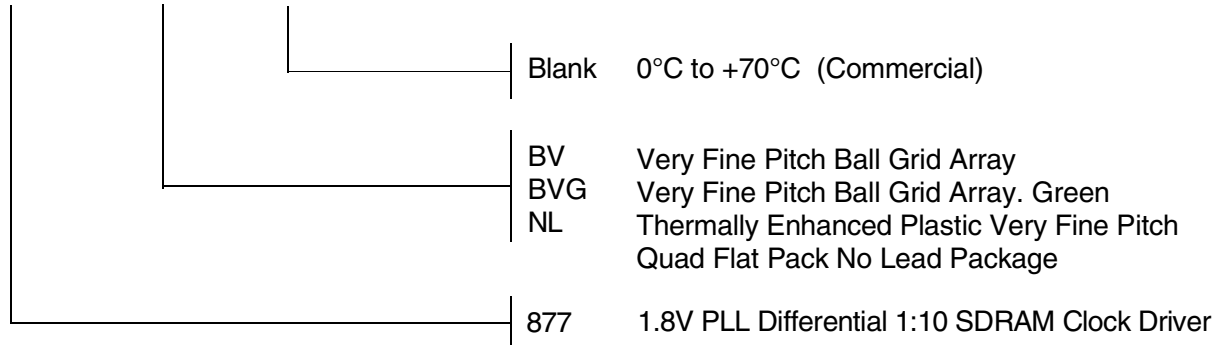 Blank 0°C to +70°C (Commercial)
BV Very Fine Pitch Ball Grid Array
BVG Very Fine Pitch Ball Grid Array. Green
NL Thermally Enhanced Plastic Very Fine Pitch
Quad Flat Pack No Lead Package
877 1.8V PLL Differential 1:10 SDRAM Clock Driver